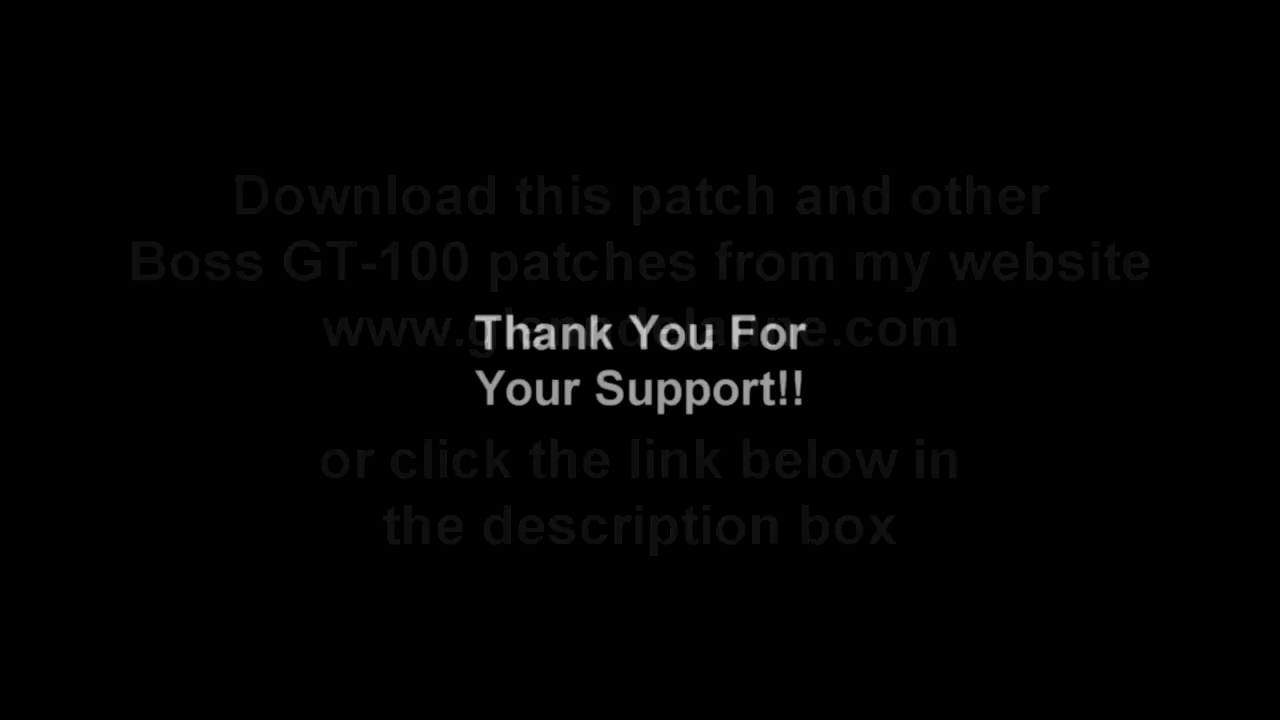 Download this patch and other
Boss GT-100 patches from my website
Thank You For
Your Support!!
or click the link below in
the description box